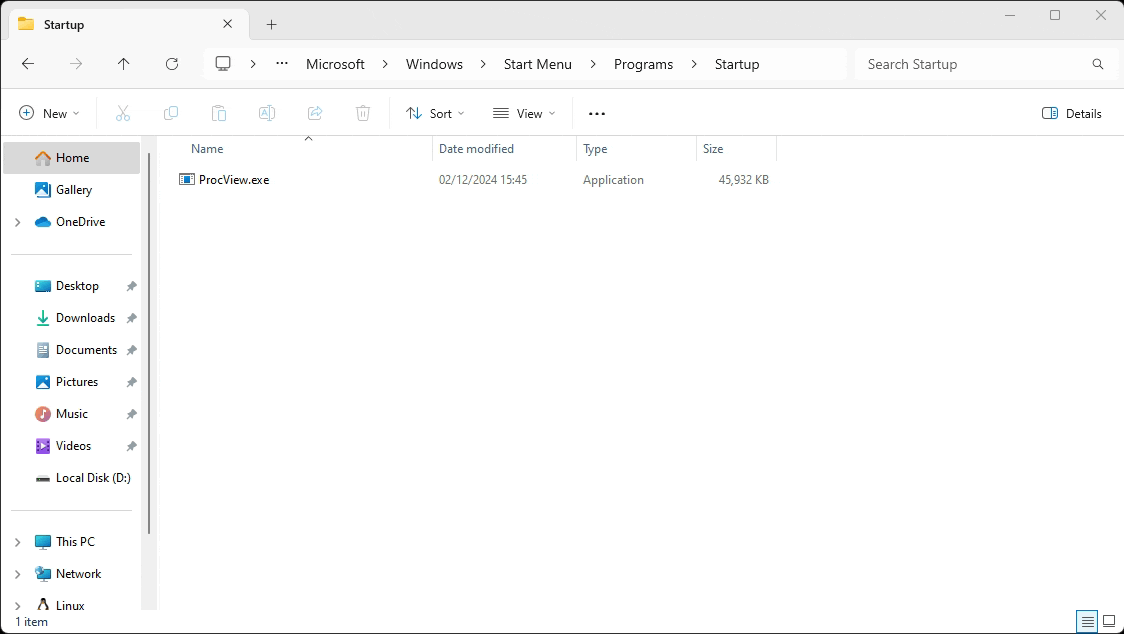 Startup
Microsoft Windows Start Menu Programs Startup
Search Startup
New
Sort
View
Details
Name Date modified Type Size
ProcView.exe 02/12/2024 15:45 Application 45,932 KB
Home
Gallery
OneDrive
Desktop
Downloads
Documents
Pictures
Music
Videos
Local Disk (D:)
This PC
Network
Linux
1 item